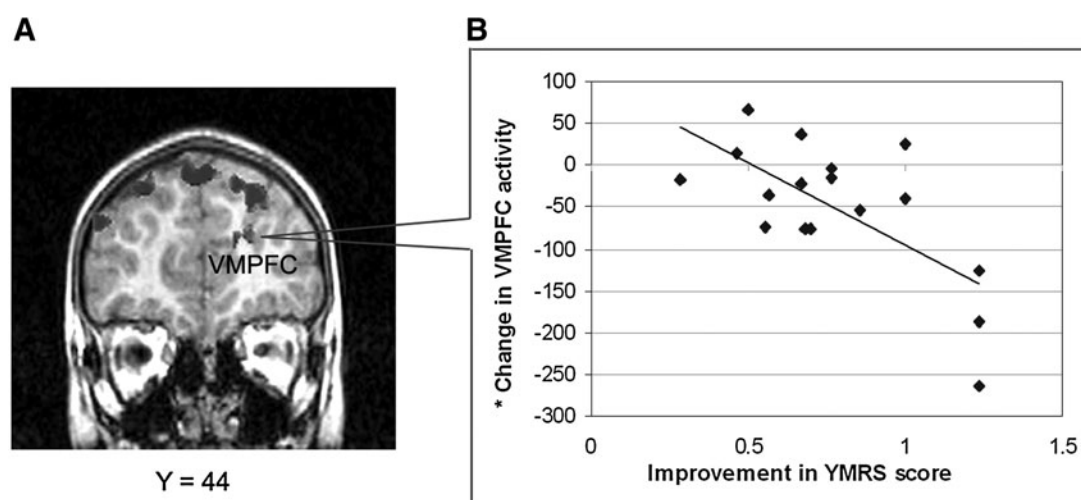 A
B
VMPFC
Y = 44
* Change in VMPFC activity
100
50
0
-50
-100
-150
-200
-250
-300
0
0.5
1
1.5
Improvement in YMRS score